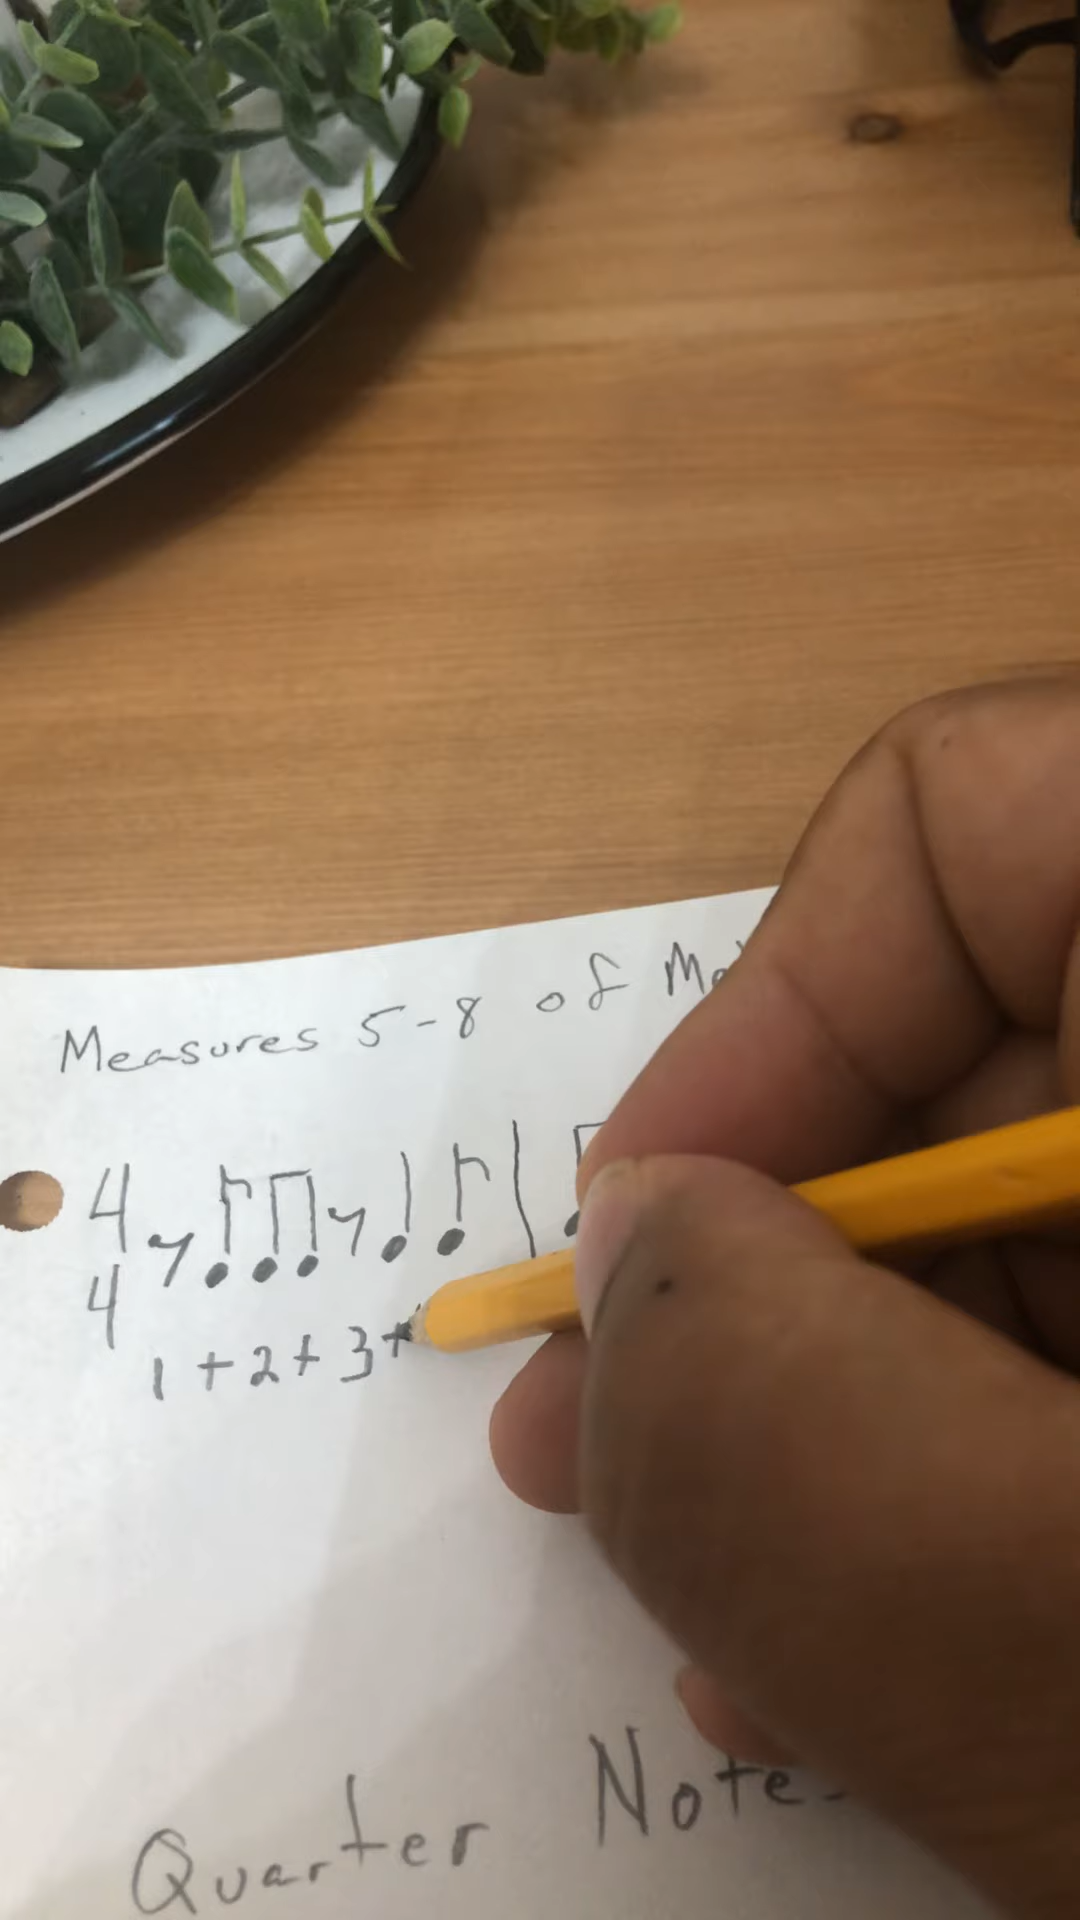 Measures 5-8 of
4
4
1 + 2 + 3 +
Quarter Note